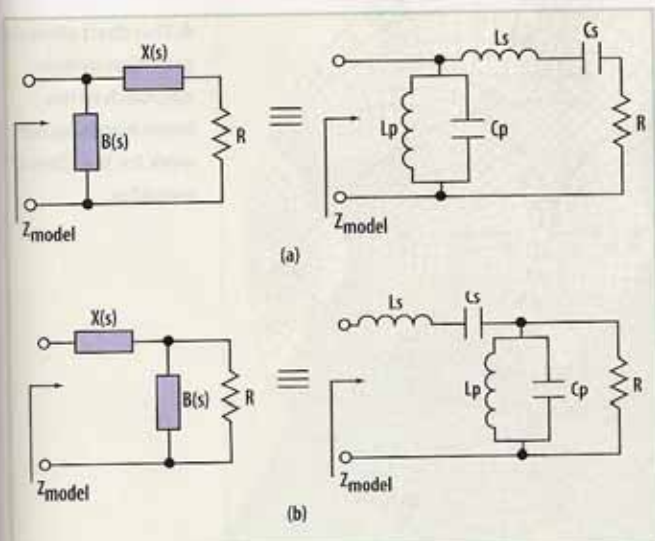 X(s)
B(s)
R
Zmodel
≡
Ls
Cs
Lp
Cp
R
Zmodel
(a)
X(s)
B(s)
R
Zmodel
≡
Ls
Cs
Lp
Cp
R
Zmodel
(b)